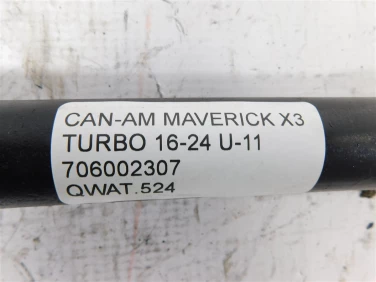 CAN-AM MAVERICK X3
TURBO 16-24 U-11
706002307
QWAT.524